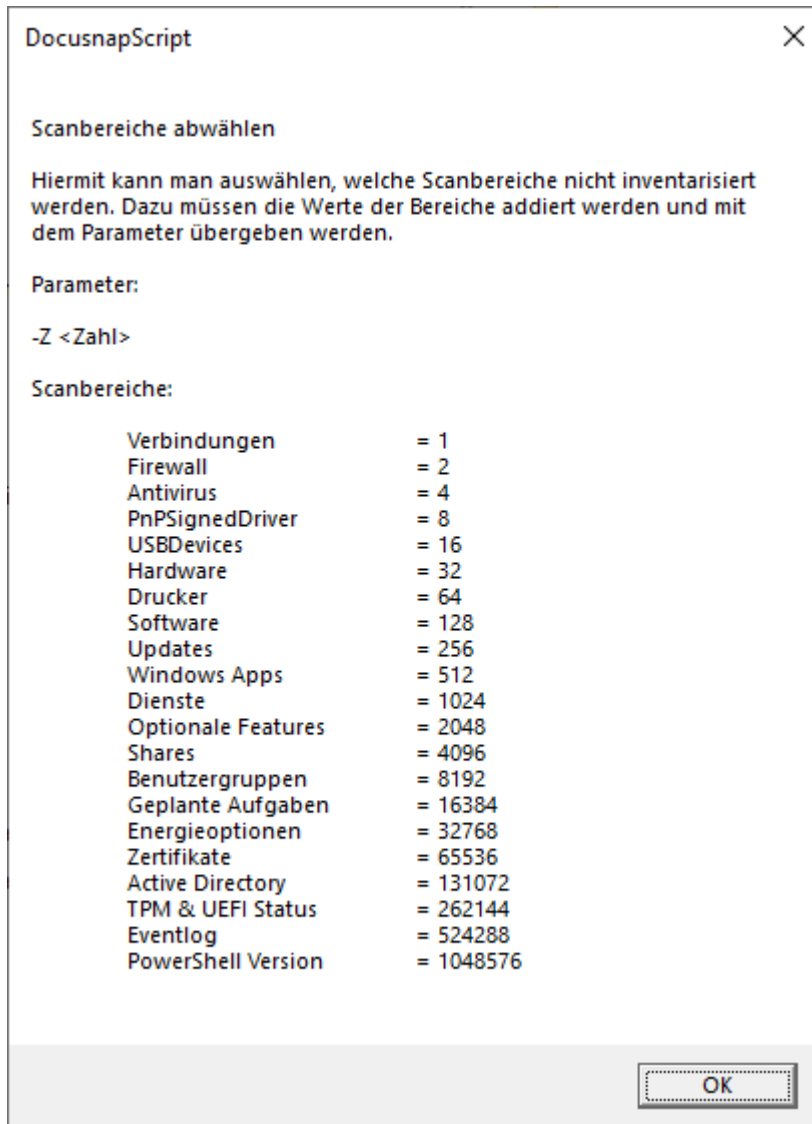 DocusnapScript
Scanbereiche abwählen
Hiermit kann man auswählen, welche Scanbereiche nicht inventarisiert
werden. Dazu müssen die Werte der Bereiche addiert werden und mit
dem Parameter übergeben werden.
Parameter:
-Z <Zahl>
Scanbereiche:
Verbindungen = 1
Firewall = 2
Antivirus = 4
PnPSignedDriver = 8
USBDevices = 16
Hardware = 32
Drucker = 64
Software = 128
Updates = 256
Windows Apps = 512
Dienste = 1024
Optionale Features = 2048
Shares = 4096
Benutzergruppen = 8192
Geplante Aufgaben = 16384
Energieoptionen = 32768
Zertifikate = 65536
Active Directory = 131072
TPM & UEFI Status = 262144
Eventlog = 524288
PowerShell Version = 1048576
OK